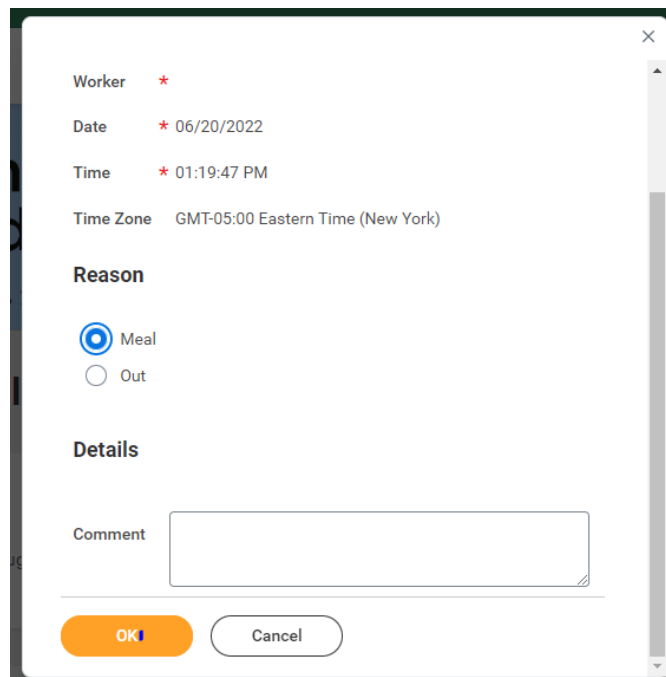 Worker *
Date * 06/20/2022
Time * 01:19:47 PM
Time Zone GMT-05:00 Eastern Time (New York)
Reason
Meal
Out
Details
Comment
OK Cancel